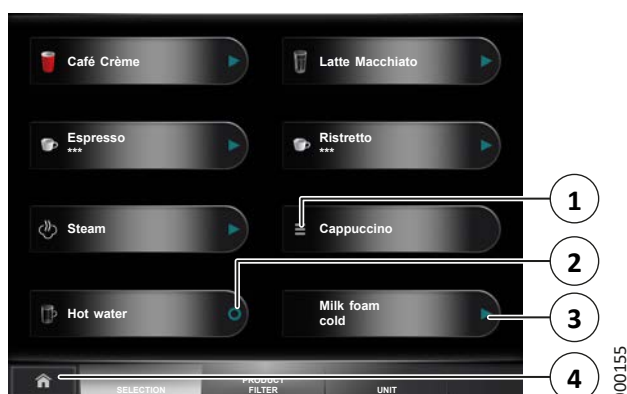 Café Crème
Latte Macchiato
Espresso
***
Ristretto
***
1
Steam
Cappuccino
2
Hot water
Milk foam
cold
3
4
SELECTION
PRODUCT
FILTER
UNIT
000155